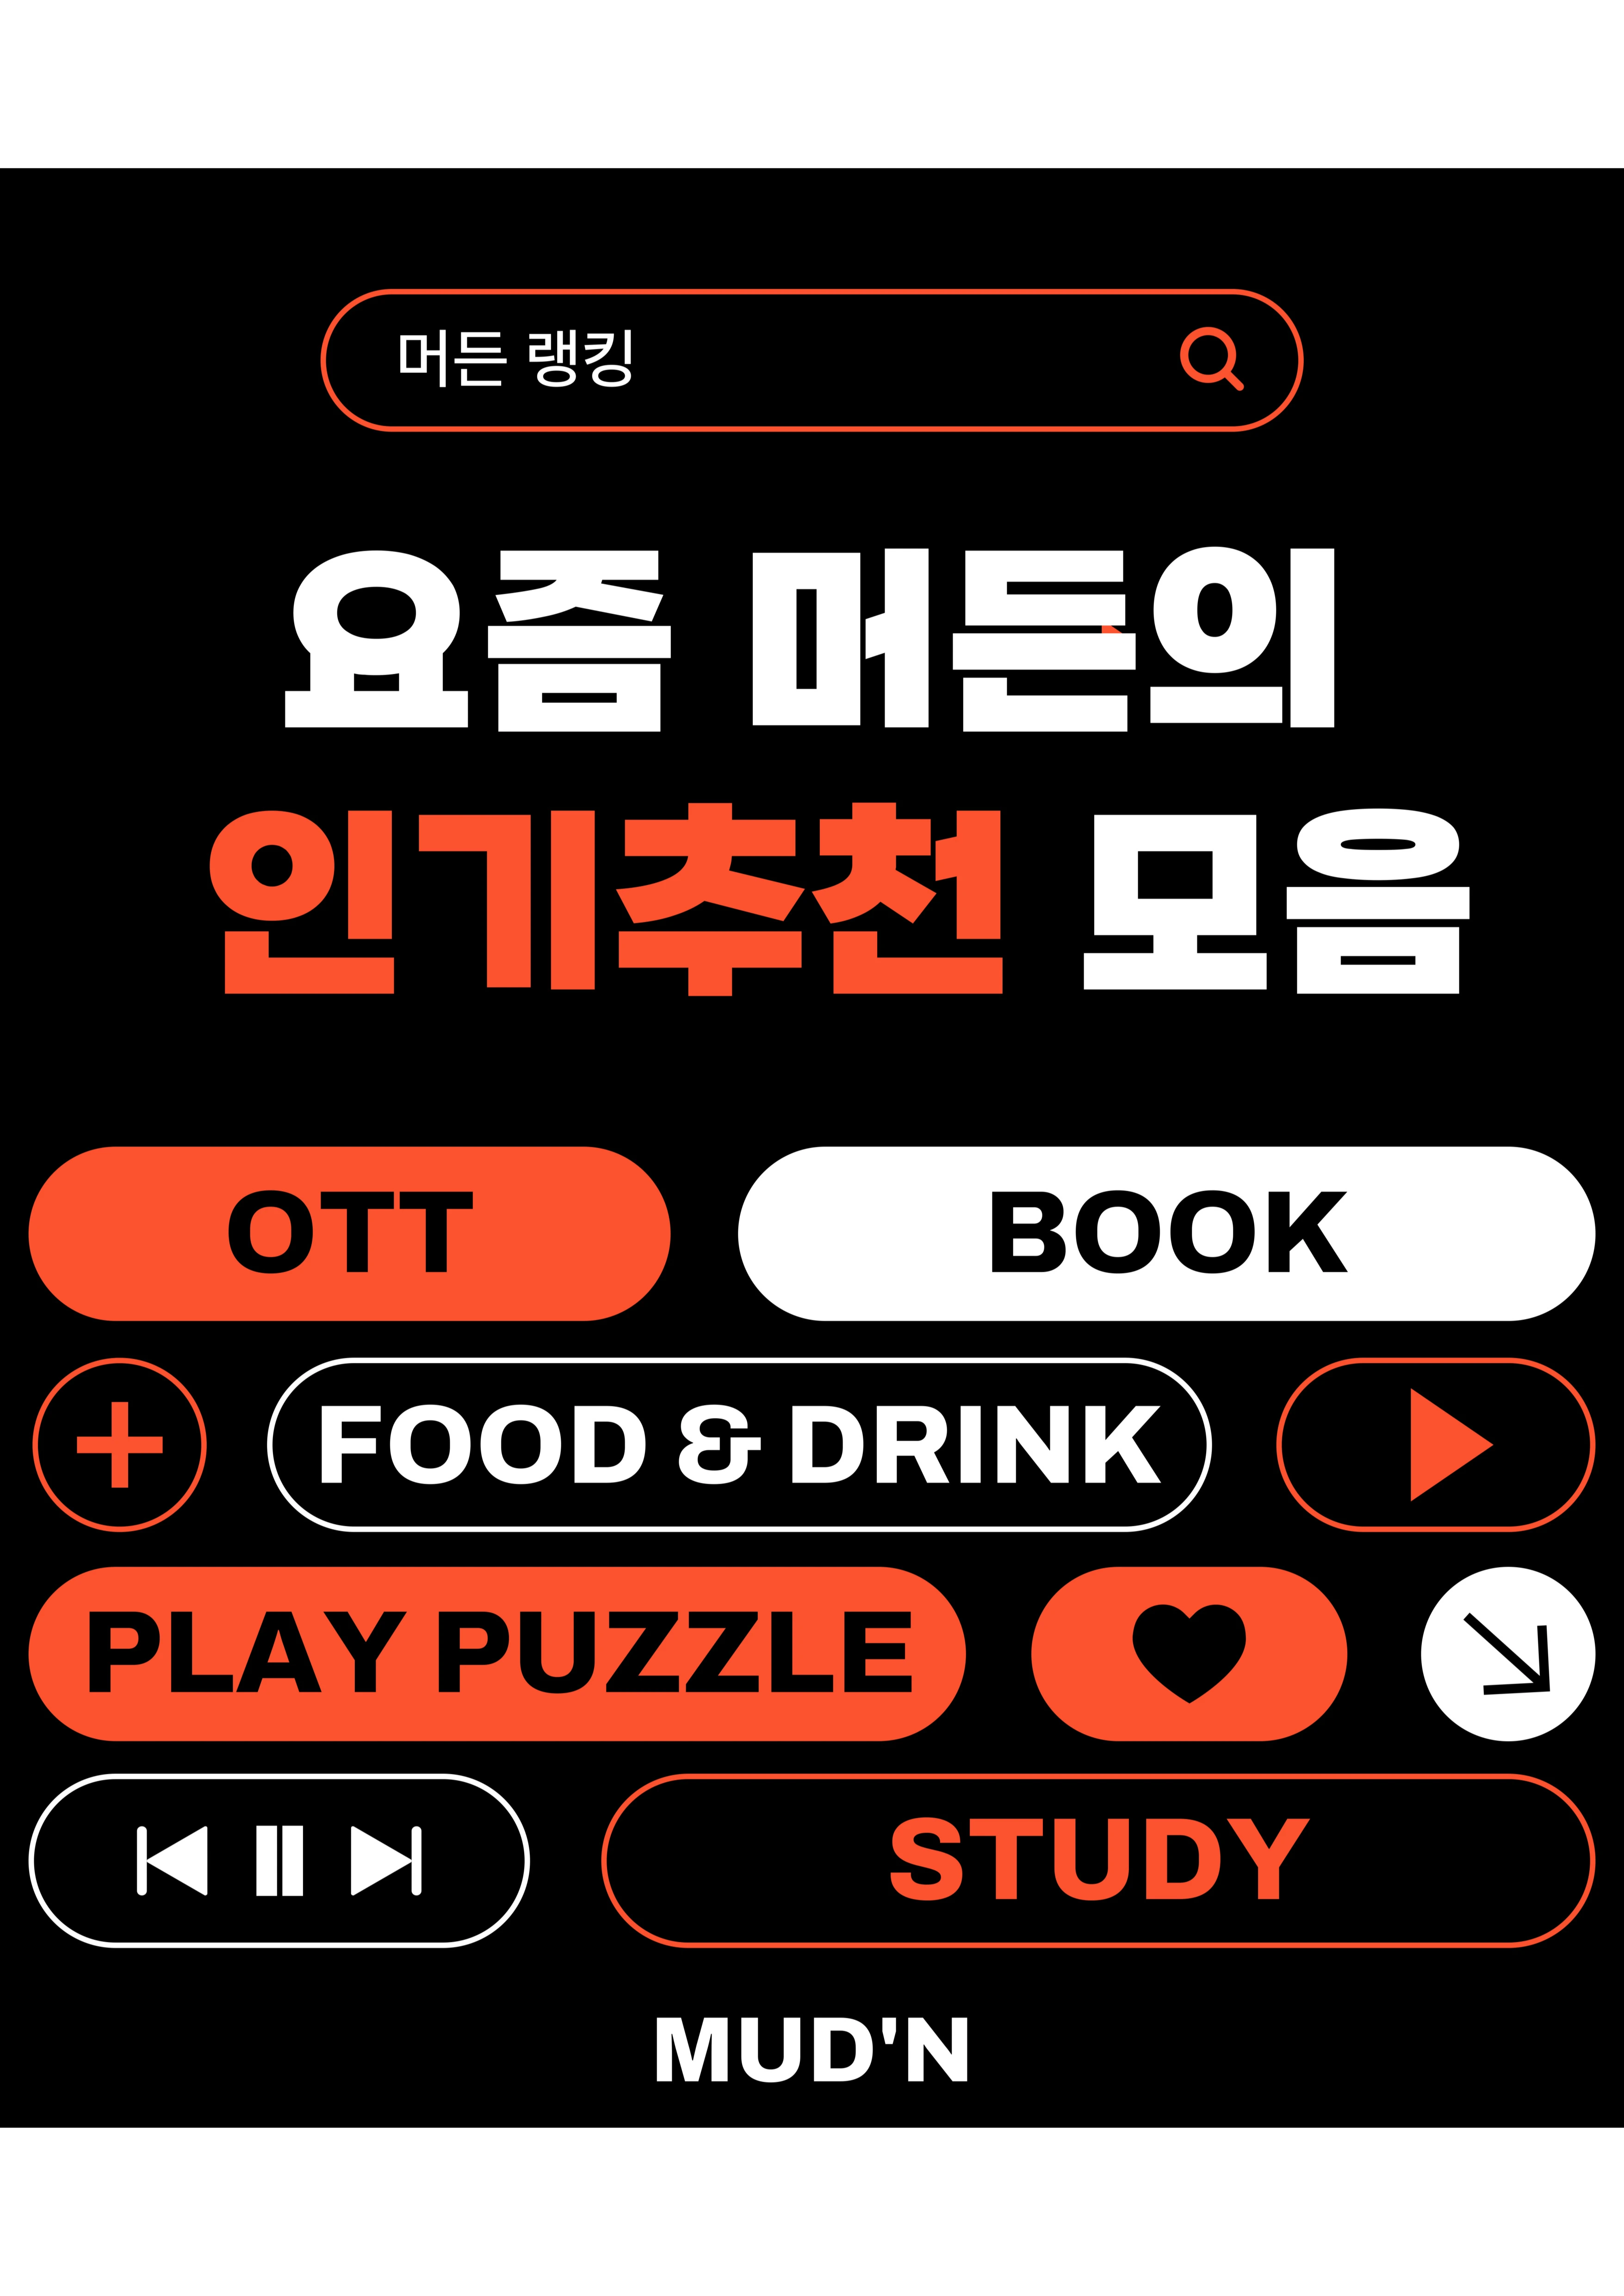 머든 랭킹
요즘 머든의
인기추천 모음
OTT BOOK
FOOD & DRINK
PLAY PUZZLE
STUDY
MUD'N